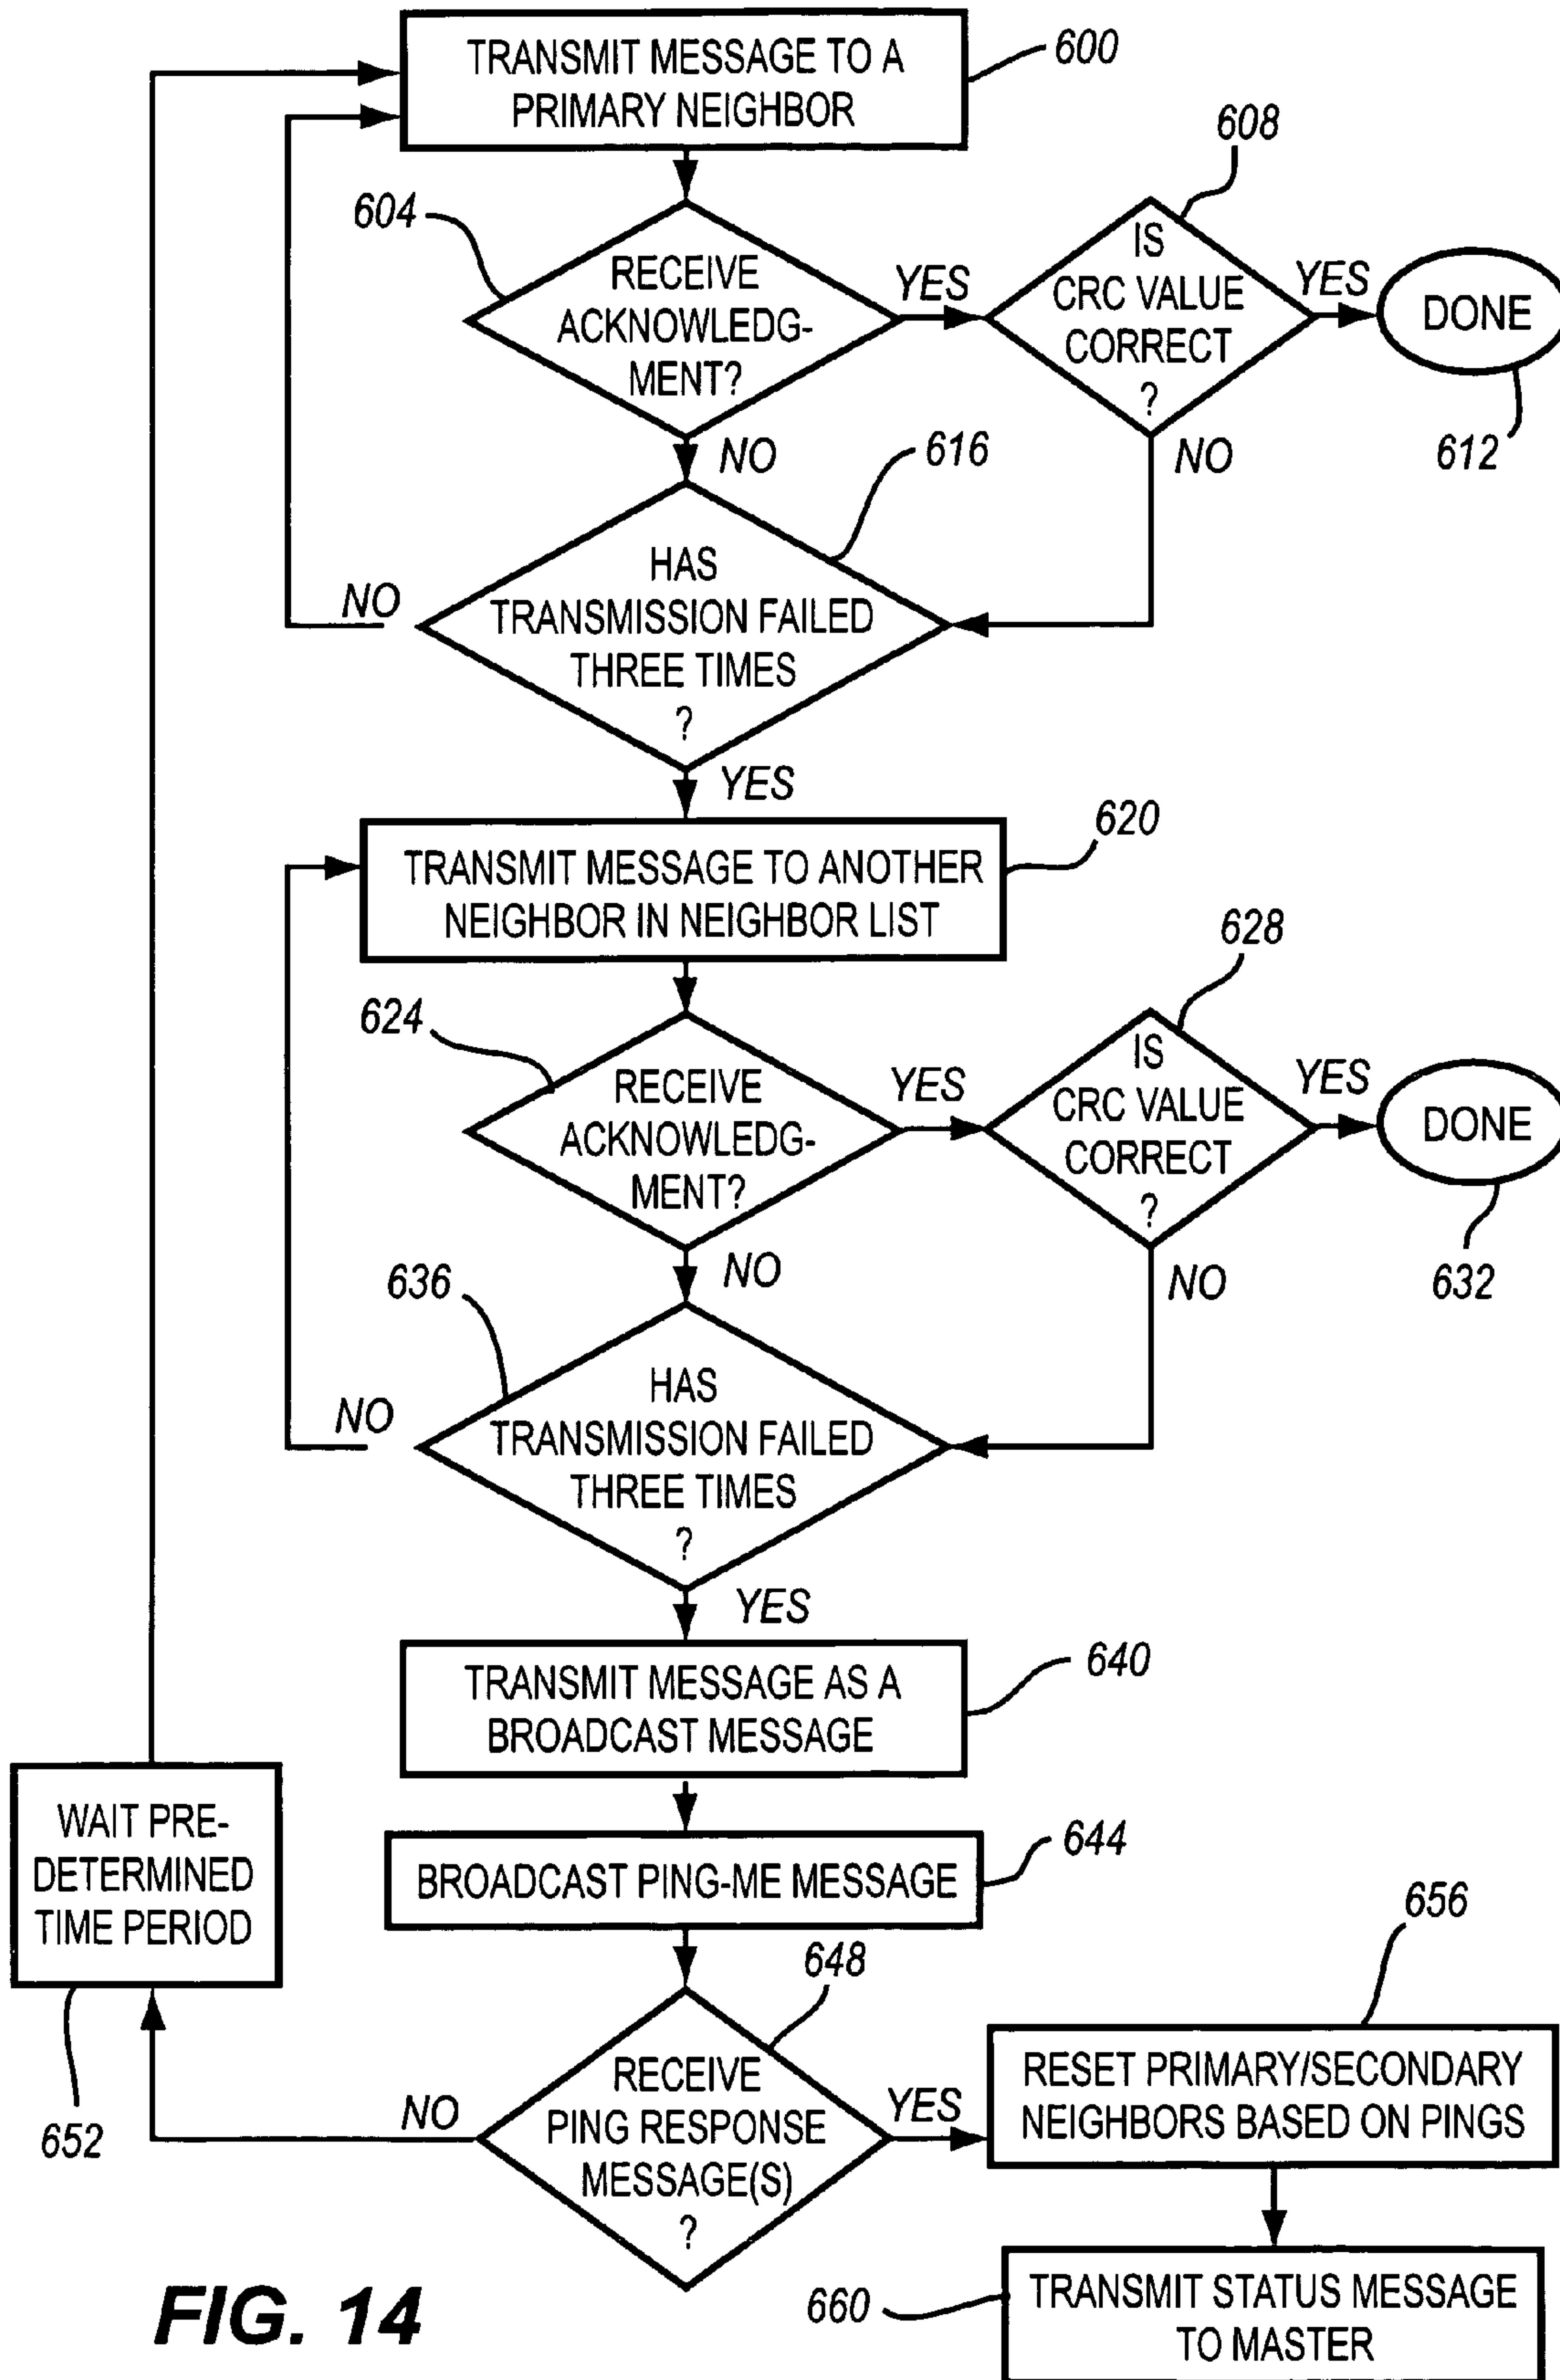 TRANSMIT MESSAGE TO A
PRIMARY NEIGHBOR
600
608
604
RECEIVE
ACKNOWLEDG-
MENT?
YES
IS
CRC VALUE
CORRECT
?
YES
DONE
612
NO
NO
616
HAS
TRANSMISSION FAILED
THREE TIMES
?
NO
YES
620
TRANSMIT MESSAGE TO ANOTHER
NEIGHBOR IN NEIGHBOR LIST
628
624
RECEIVE
ACKNOWLEDG-
MENT?
YES
IS
CRC VALUE
CORRECT
?
YES
DONE
632
NO
NO
636
HAS
TRANSMISSION FAILED
THREE TIMES
?
NO
YES
640
TRANSMIT MESSAGE AS A
BROADCAST MESSAGE
644
BROADCAST PING-ME MESSAGE
WAIT PRE-
DETERMINED
TIME PERIOD
652
648
RECEIVE
PING RESPONSE
MESSAGE(S)
?
NO
YES
656
RESET PRIMARY/SECONDARY
NEIGHBORS BASED ON PINGS
660
TRANSMIT STATUS MESSAGE
TO MASTER
FIG. 14